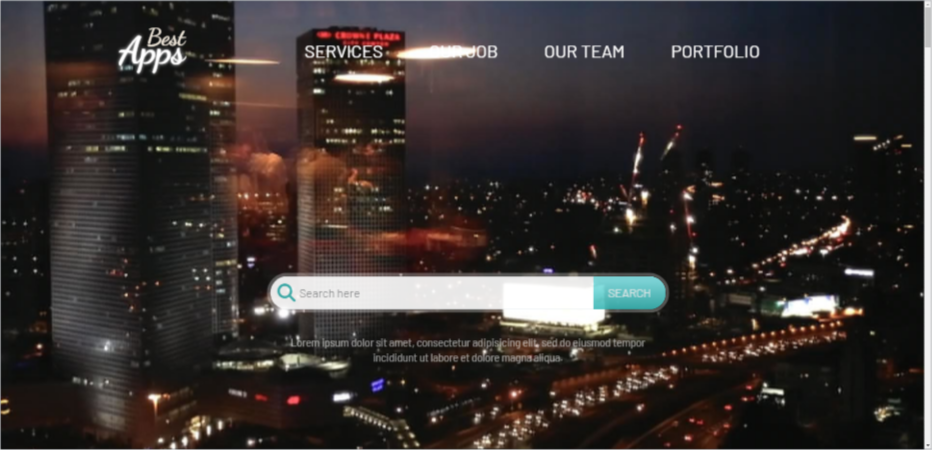 Best
Apps
SERVICES OUR JOB OUR TEAM PORTFOLIO
CROWNE PLAZA
Search here SEARCH
Lorem ipsum dolor sit amet, consectetur adipisicing elit, sed do eiusmod tempor
incididunt ut labore et dolore magna aliqua